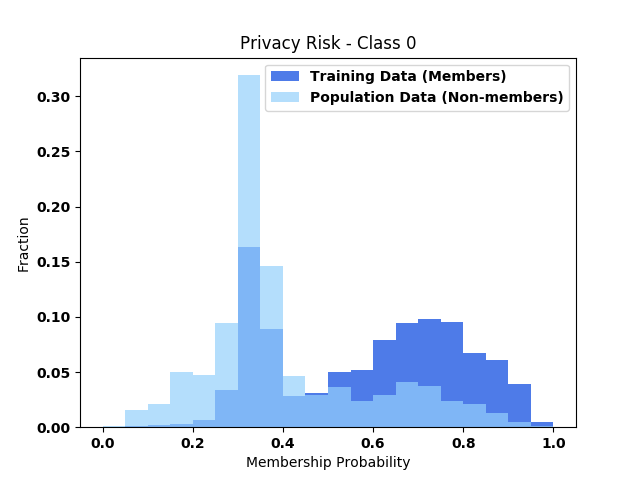 Privacy Risk - Class 0
Training Data (Members)
Population Data (Non-members)
Fraction
0.30
0.25
0.20
0.15
0.10
0.05
0.00
0.0 0.2 0.4 0.6 0.8 1.0
Membership Probability